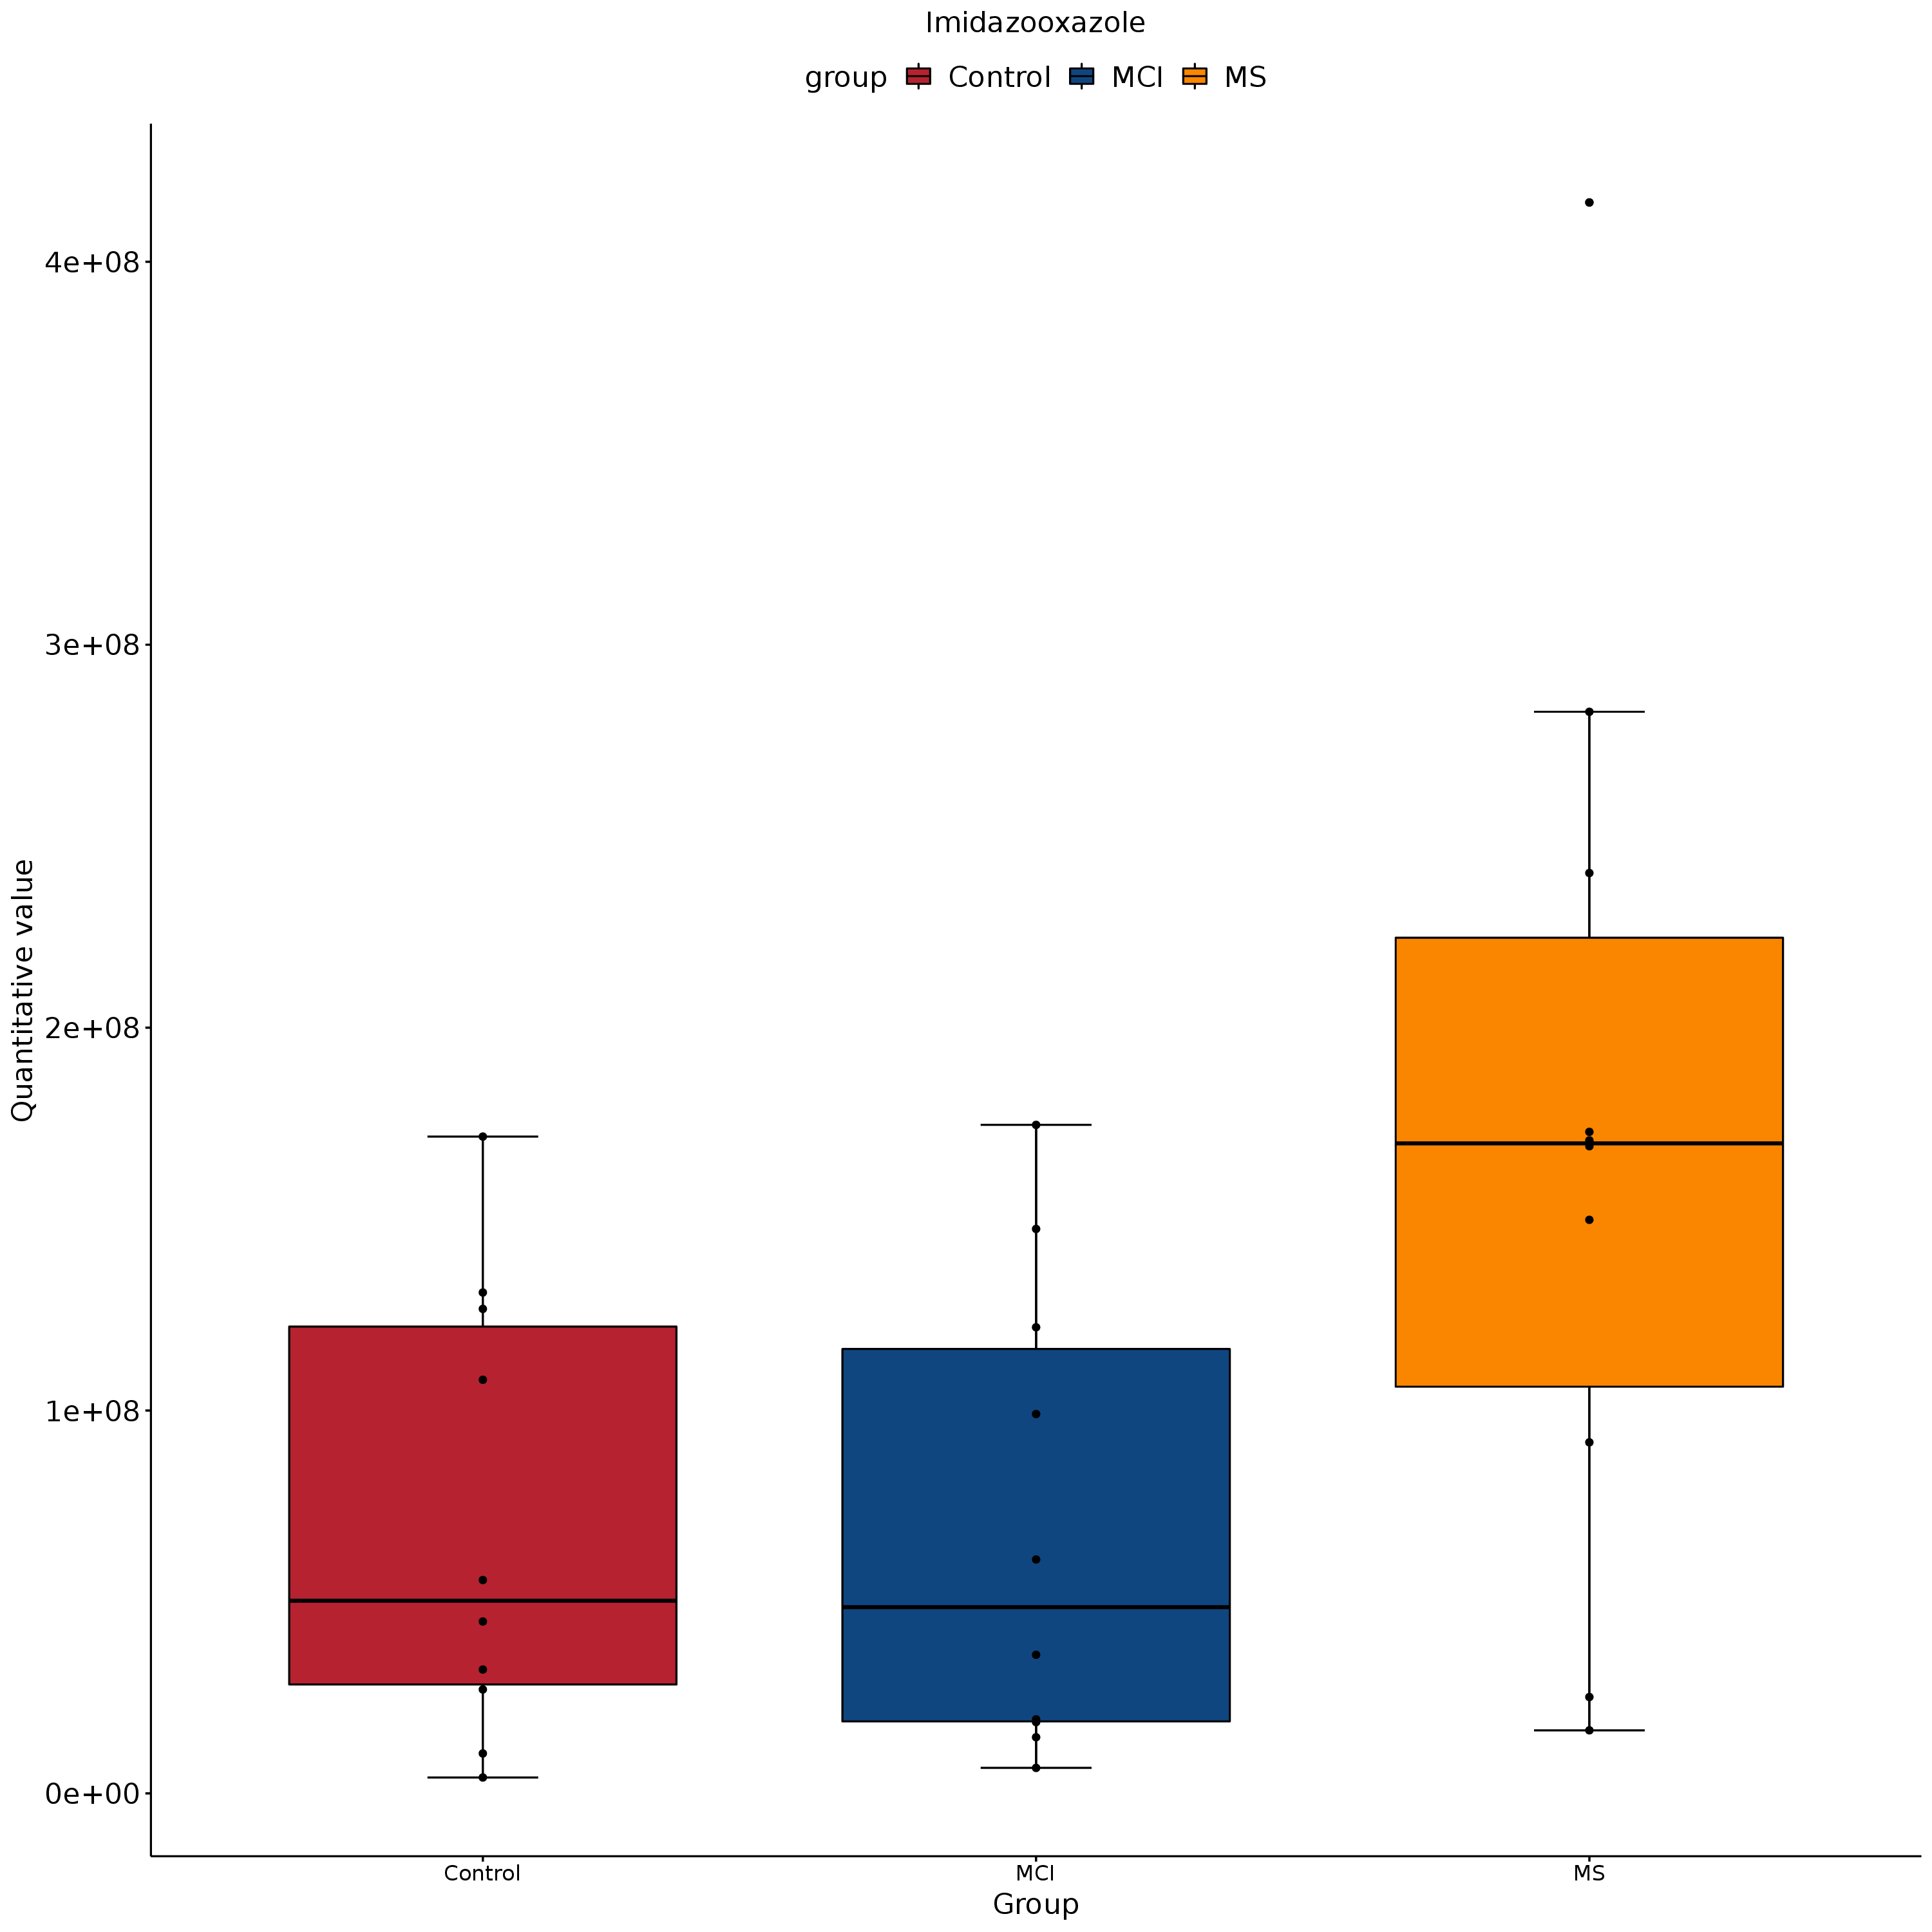 Imidazooxazole
group Control MCI MS
Quantitative value
4e+08
3e+08
2e+08
1e+08
0e+00
Control MCI MS
Group